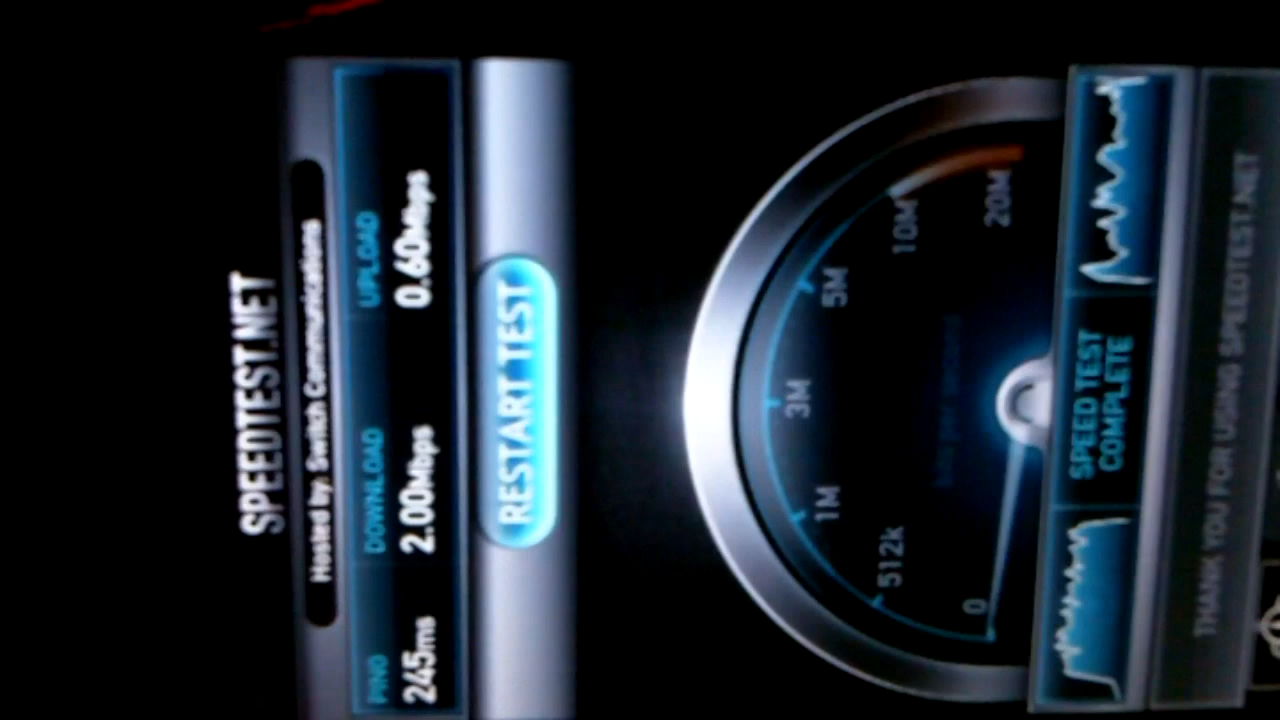 SPEEDTEST.NET
Hosted by Switch Communications
PING DOWNLOAD UPLOAD
245ms 2.00Mbps 0.60Mbps
RESTART TEST
3M
1M 5M
512k 10M
0 20M
SPEED TEST
COMPLETE
THANK YOU FOR USING SPEEDTEST.NET